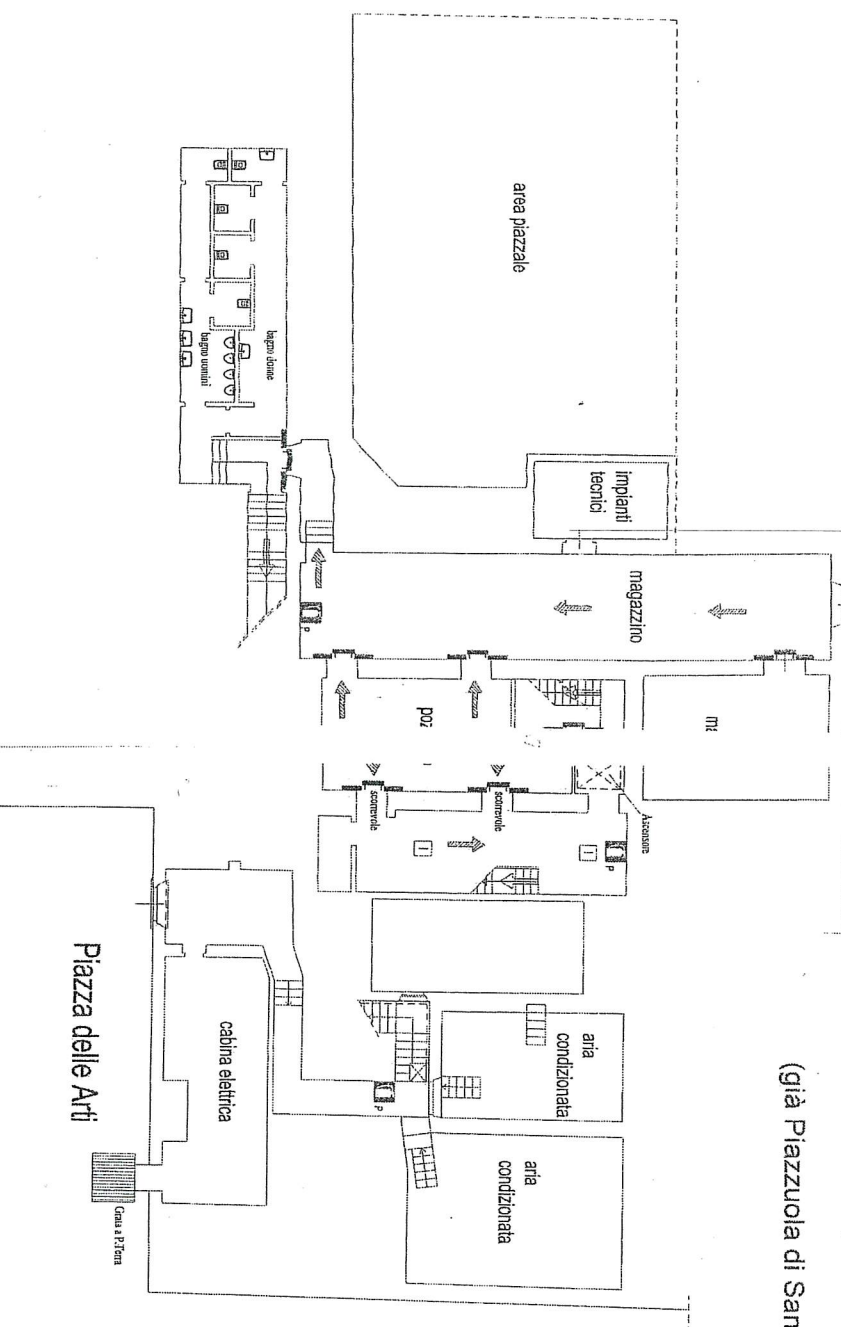 area piazzale
impianti
tecnici
magazzino
bagno donne
bagno uomini
P
scorrevole
scorrevole
Ascensore
P
I
I
aria
condizionata
aria
condizionata
P
cabina elettrica
Piazza delle Arti
Grata a P.Terra
(già Piazzuola di San